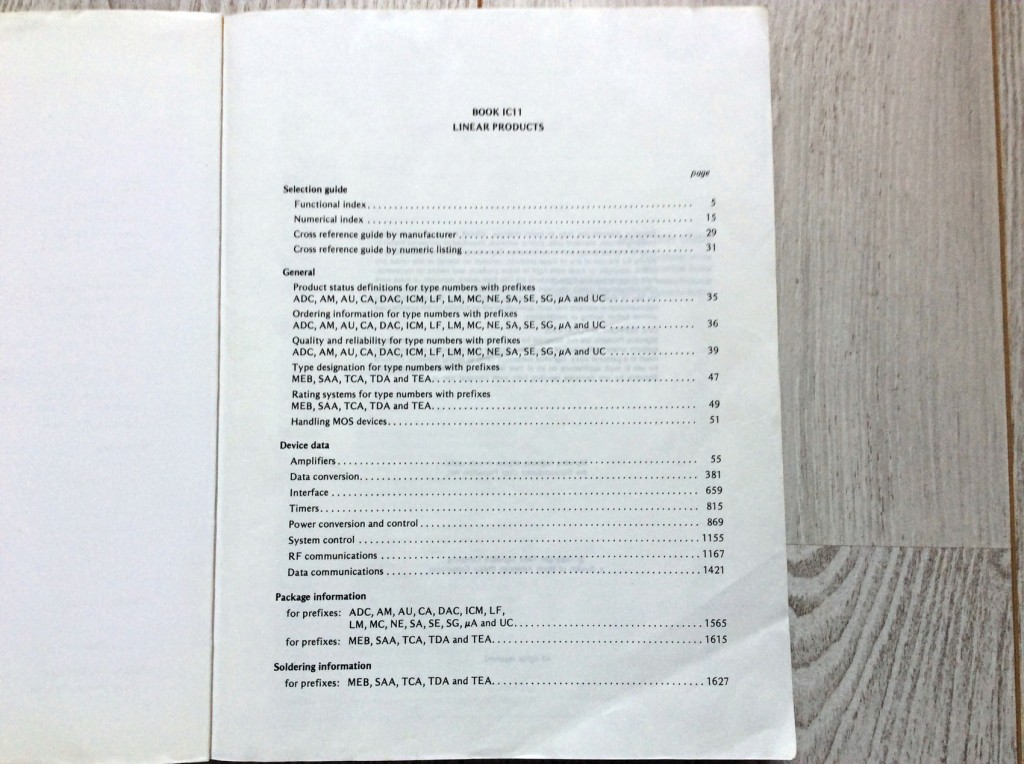 BOOK IC11
LINEAR PRODUCTS
page
Selection guide
Functional index . . . . . . . . . . 5
Numerical index . . . . . . . . . . 15
Cross reference guide by manufacturer . . . . . . . . . . 29
Cross reference guide by numeric listing . . . . . . . . . . 31
General
Product status definitions for type numbers with prefixes
ADC, AM, AU, CA, DAC, ICM, LF, LM, MC, NE, SA, SE, SG, μA and UC . . . . . . . . . . 35
Ordering information for type numbers with prefixes
ADC, AM, AU, CA, DAC, ICM, LF, LM, MC, NE, SA, SE, SG, μA and UC . . . . . . . . . . 36
Quality and reliability for type numbers with prefixes
ADC, AM, AU, CA, DAC, ICM, LF, LM, MC, NE, SA, SE, SG, μA and UC . . . . . . . . . . 39
Type designation for type numbers with prefixes
MEB, SAA, TCA, TDA and TEA. . . . . . . . . . 47
Rating systems for type numbers with prefixes
MEB, SAA, TCA, TDA and TEA. . . . . . . . . . 49
Handling MOS devices. . . . . . . . . . 51
Device data
Amplifiers . . . . . . . . . . 55
Data conversion. . . . . . . . . . 381
Interface . . . . . . . . . . 659
Timers. . . . . . . . . . 815
Power conversion and control . . . . . . . . . . 869
System control . . . . . . . . . . 1155
RF communications . . . . . . . . . . 1167
Data communications . . . . . . . . . . 1421
Package information
for prefixes: ADC, AM, AU, CA, DAC, ICM, LF,
LM, MC, NE, SA, SE, SG, μA and UC. . . . . . . . . . 1565
for prefixes: MEB, SAA, TCA, TDA and TEA. . . . . . . . . . 1615
Soldering information
for prefixes: MEB, SAA, TCA, TDA and TEA. . . . . . . . . . 1627